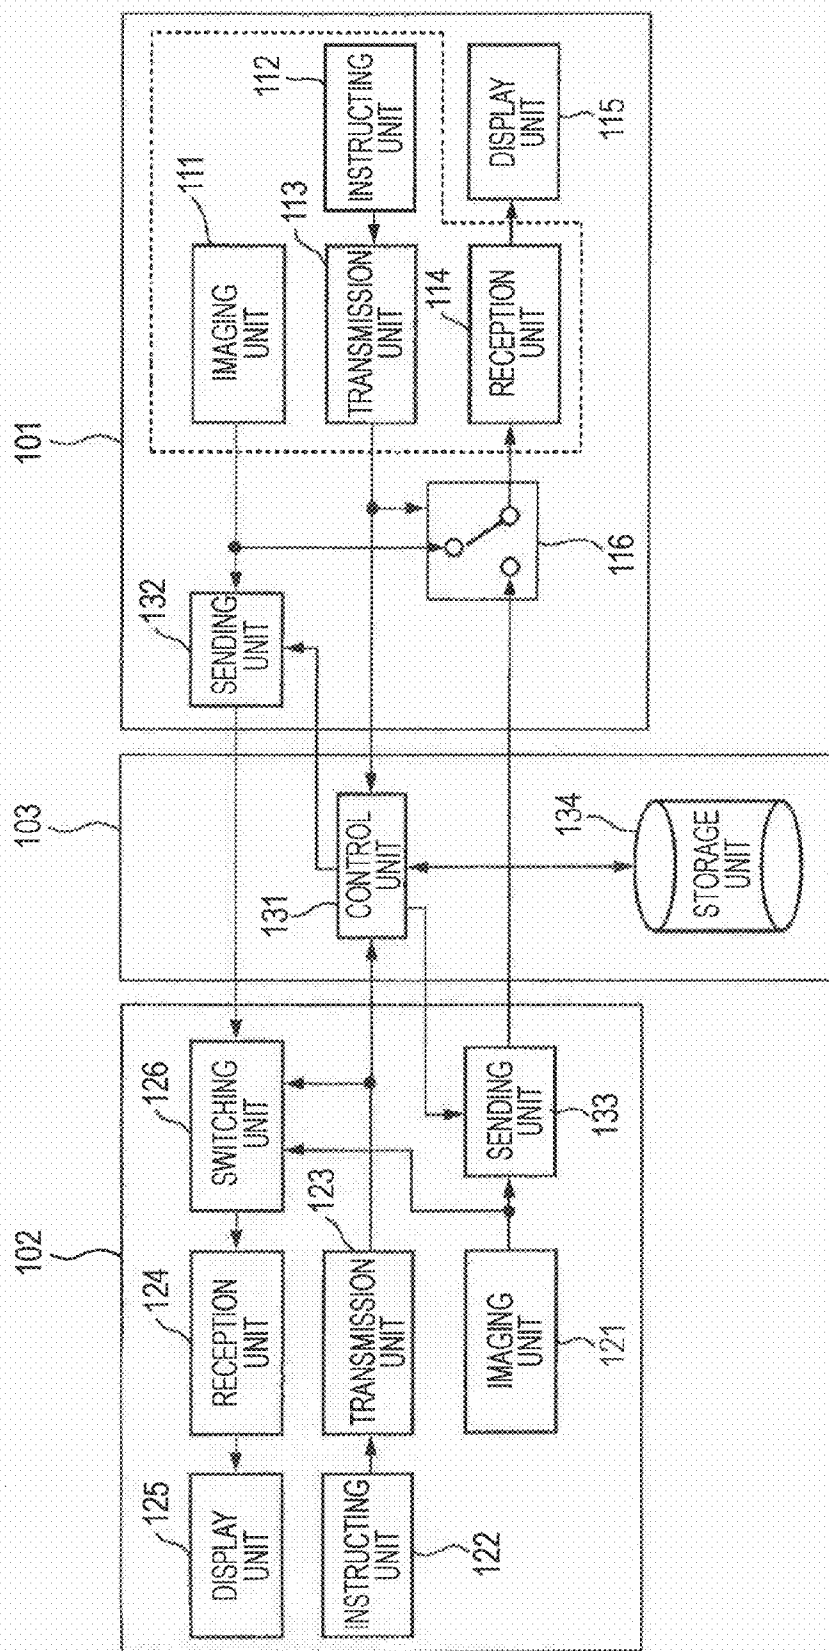 102
103
101
125
DISPLAY
UNIT
124
RECEPTION
UNIT
126
SWITCHING
UNIT
132
SENDING
UNIT
111
IMAGING
UNIT
INSTRUCTING
UNIT
122
TRANSMISSION
UNIT
123
131
CONTROL
UNIT
113
TRANSMISSION
UNIT
112
INSTRUCTING
UNIT
IMAGING
UNIT
121
SENDING
UNIT
133
116
114
RECEPTION
UNIT
DISPLAY
UNIT
115
134
STORAGE
UNIT